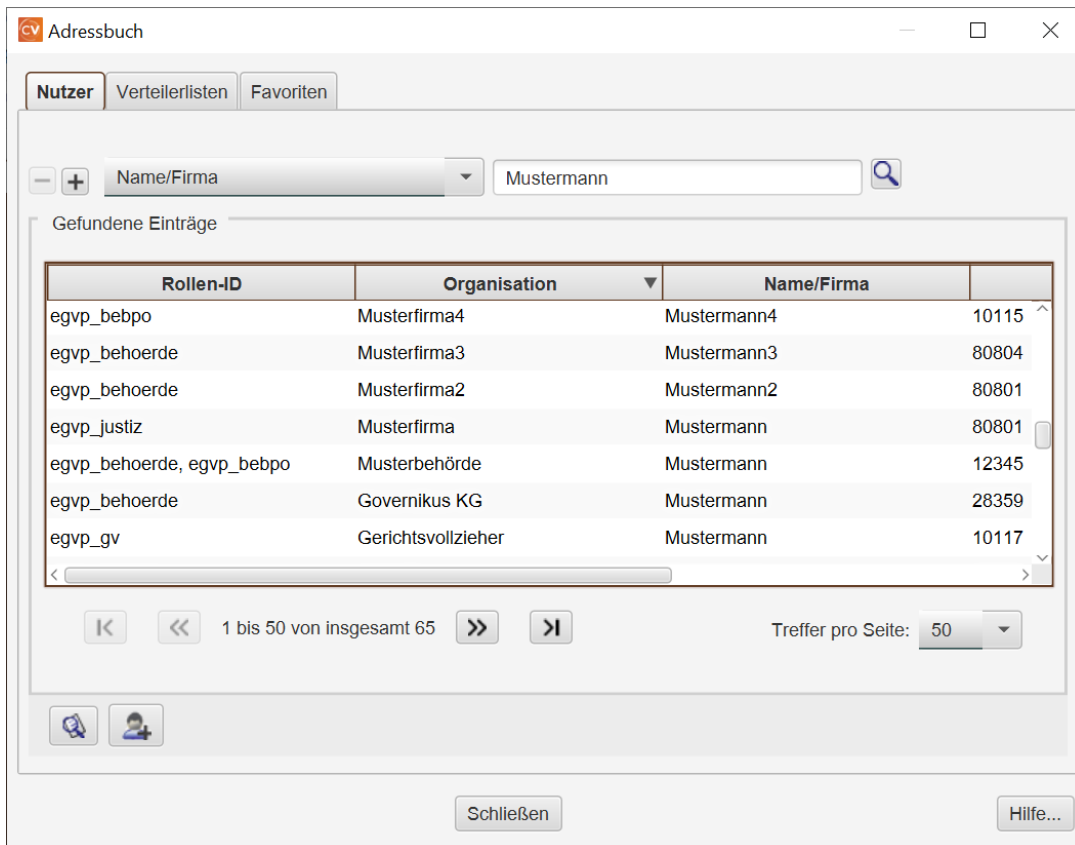 CV Adressbuch
Nutzer Verteilerlisten Favoriten
Name/Firma Mustermann
Gefundene Einträge
Rollen-ID Organisation Name/Firma
egvp_bebpo Musterfirma4 Mustermann4 10115
egvp_behoerde Musterfirma3 Mustermann3 80804
egvp_behoerde Musterfirma2 Mustermann2 80801
egvp_justiz Musterfirma Mustermann 80801
egvp_behoerde, egvp_bebpo Musterbehörde Mustermann 12345
egvp_behoerde Governikus KG Mustermann 28359
egvp_gv Gerichtsvollzieher Mustermann 10117
1 bis 50 von insgesamt 65 Treffer pro Seite: 50
Schließen Hilfe...